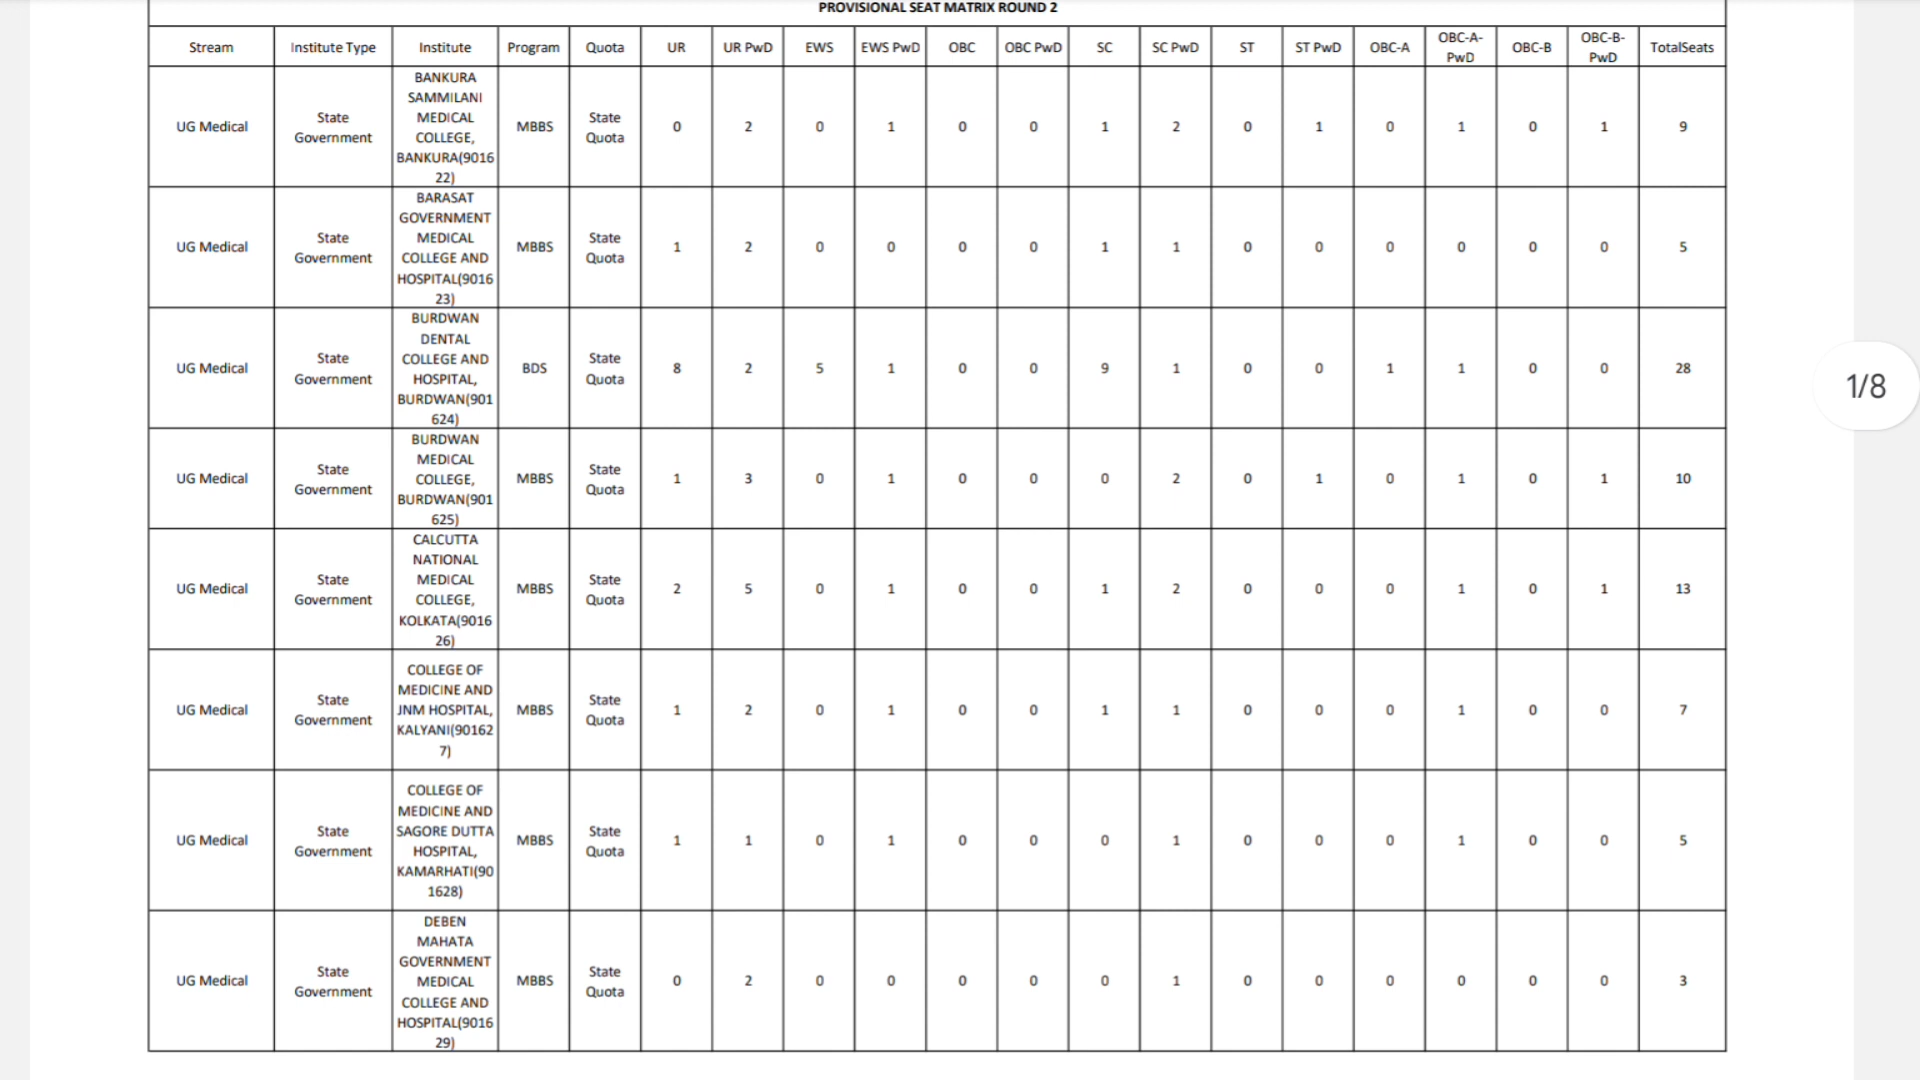 PROVISIONAL SEAT MATRIX ROUND 2
Stream Institute Type Institute Program Quota UR UR PwD EWS EWS PwD OBC OBC PwD SC SC PwD ST ST PwD OBC-A OBC-A-PwD OBC-B OBC-B-PwD TotalSeats
UG Medical State Government BANKURA SAMMILANI MEDICAL COLLEGE, BANKURA(901622) MBBS State Quota 0 2 0 1 0 0 1 2 0 1 0 1 0 1 9
UG Medical State Government BARASAT GOVERNMENT MEDICAL COLLEGE AND HOSPITAL(901623) MBBS State Quota 1 2 0 0 0 0 1 1 0 0 0 0 0 0 5
UG Medical State Government BURDWAN DENTAL COLLEGE AND HOSPITAL, BURDWAN(901624) BDS State Quota 8 2 5 1 0 0 9 1 0 0 1 1 0 0 28
UG Medical State Government BURDWAN MEDICAL COLLEGE, BURDWAN(901625) MBBS State Quota 1 3 0 1 0 0 0 2 0 1 0 1 0 1 10
UG Medical State Government CALCUTTA NATIONAL MEDICAL COLLEGE, KOLKATA(901626) MBBS State Quota 2 5 0 1 0 0 1 2 0 0 0 1 0 1 13
UG Medical State Government COLLEGE OF MEDICINE AND JNM HOSPITAL, KALYANI(901627) MBBS State Quota 1 2 0 1 0 0 1 1 0 0 0 1 0 0 7
UG Medical State Government COLLEGE OF MEDICINE AND SAGORE DUTTA HOSPITAL, KAMARHATI(901628) MBBS State Quota 1 1 0 1 0 0 0 1 0 0 0 1 0 0 5
UG Medical State Government DEBEN MAHATA GOVERNMENT MEDICAL COLLEGE AND HOSPITAL(901629) MBBS State Quota 0 2 0 0 0 0 0 1 0 0 0 0 0 0 3
1/8